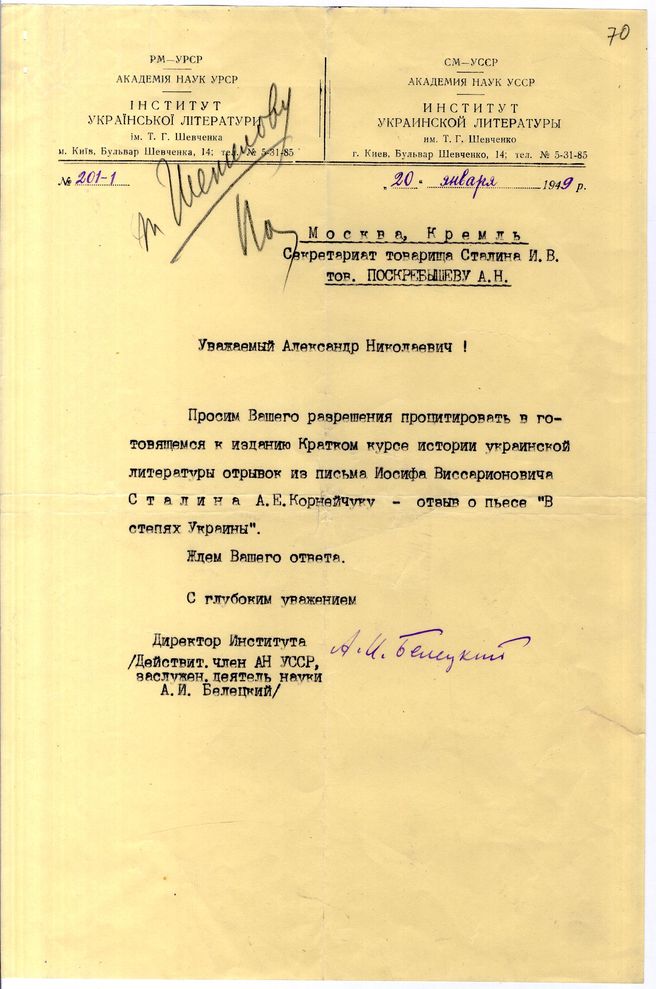 70
РМ—УРСР
АКАДЕМІЯ НАУК УРСР
ІНСТИТУТ
УКРАЇНСЬКОЇ ЛІТЕРАТУРИ
ім. Т. Г. Шевченка
м. Київ, Бульвар Шевченка, 14; тел. № 5-31-85
№ 201-1
СМ—УССР
АКАДЕМИЯ НАУК УССР
ИНСТИТУТ
УКРАИНСКОЙ ЛИТЕРАТУРЫ
им. Т. Г. Шевченко
г. Киев, Бульвар Шевченко, 14; тел. № 5-31-85
„20" января 1949 р.
т Шепилову
Москва, Кремль
Секретариат товарища Сталина И.В.
тов. ПОСКРЕБЫШЕВУ А.Н.
Уважаемый Александр Николаевич !
Просим Вашего разрешения процитировать в го-
товящемся к изданию Кратком курсе истории украинской
литературы отрывок из письма Иосифа Виссарионовича
Сталина А.Е.Корнейчуку - отзыв о пьесе "В
степях Украины".
Ждем Вашего ответа.
С глубоким уважением
Директор Института
/Действит.член АН УССР,
заслужен.деятель науки
А.И. Белецкий/
А. И. Белецкий